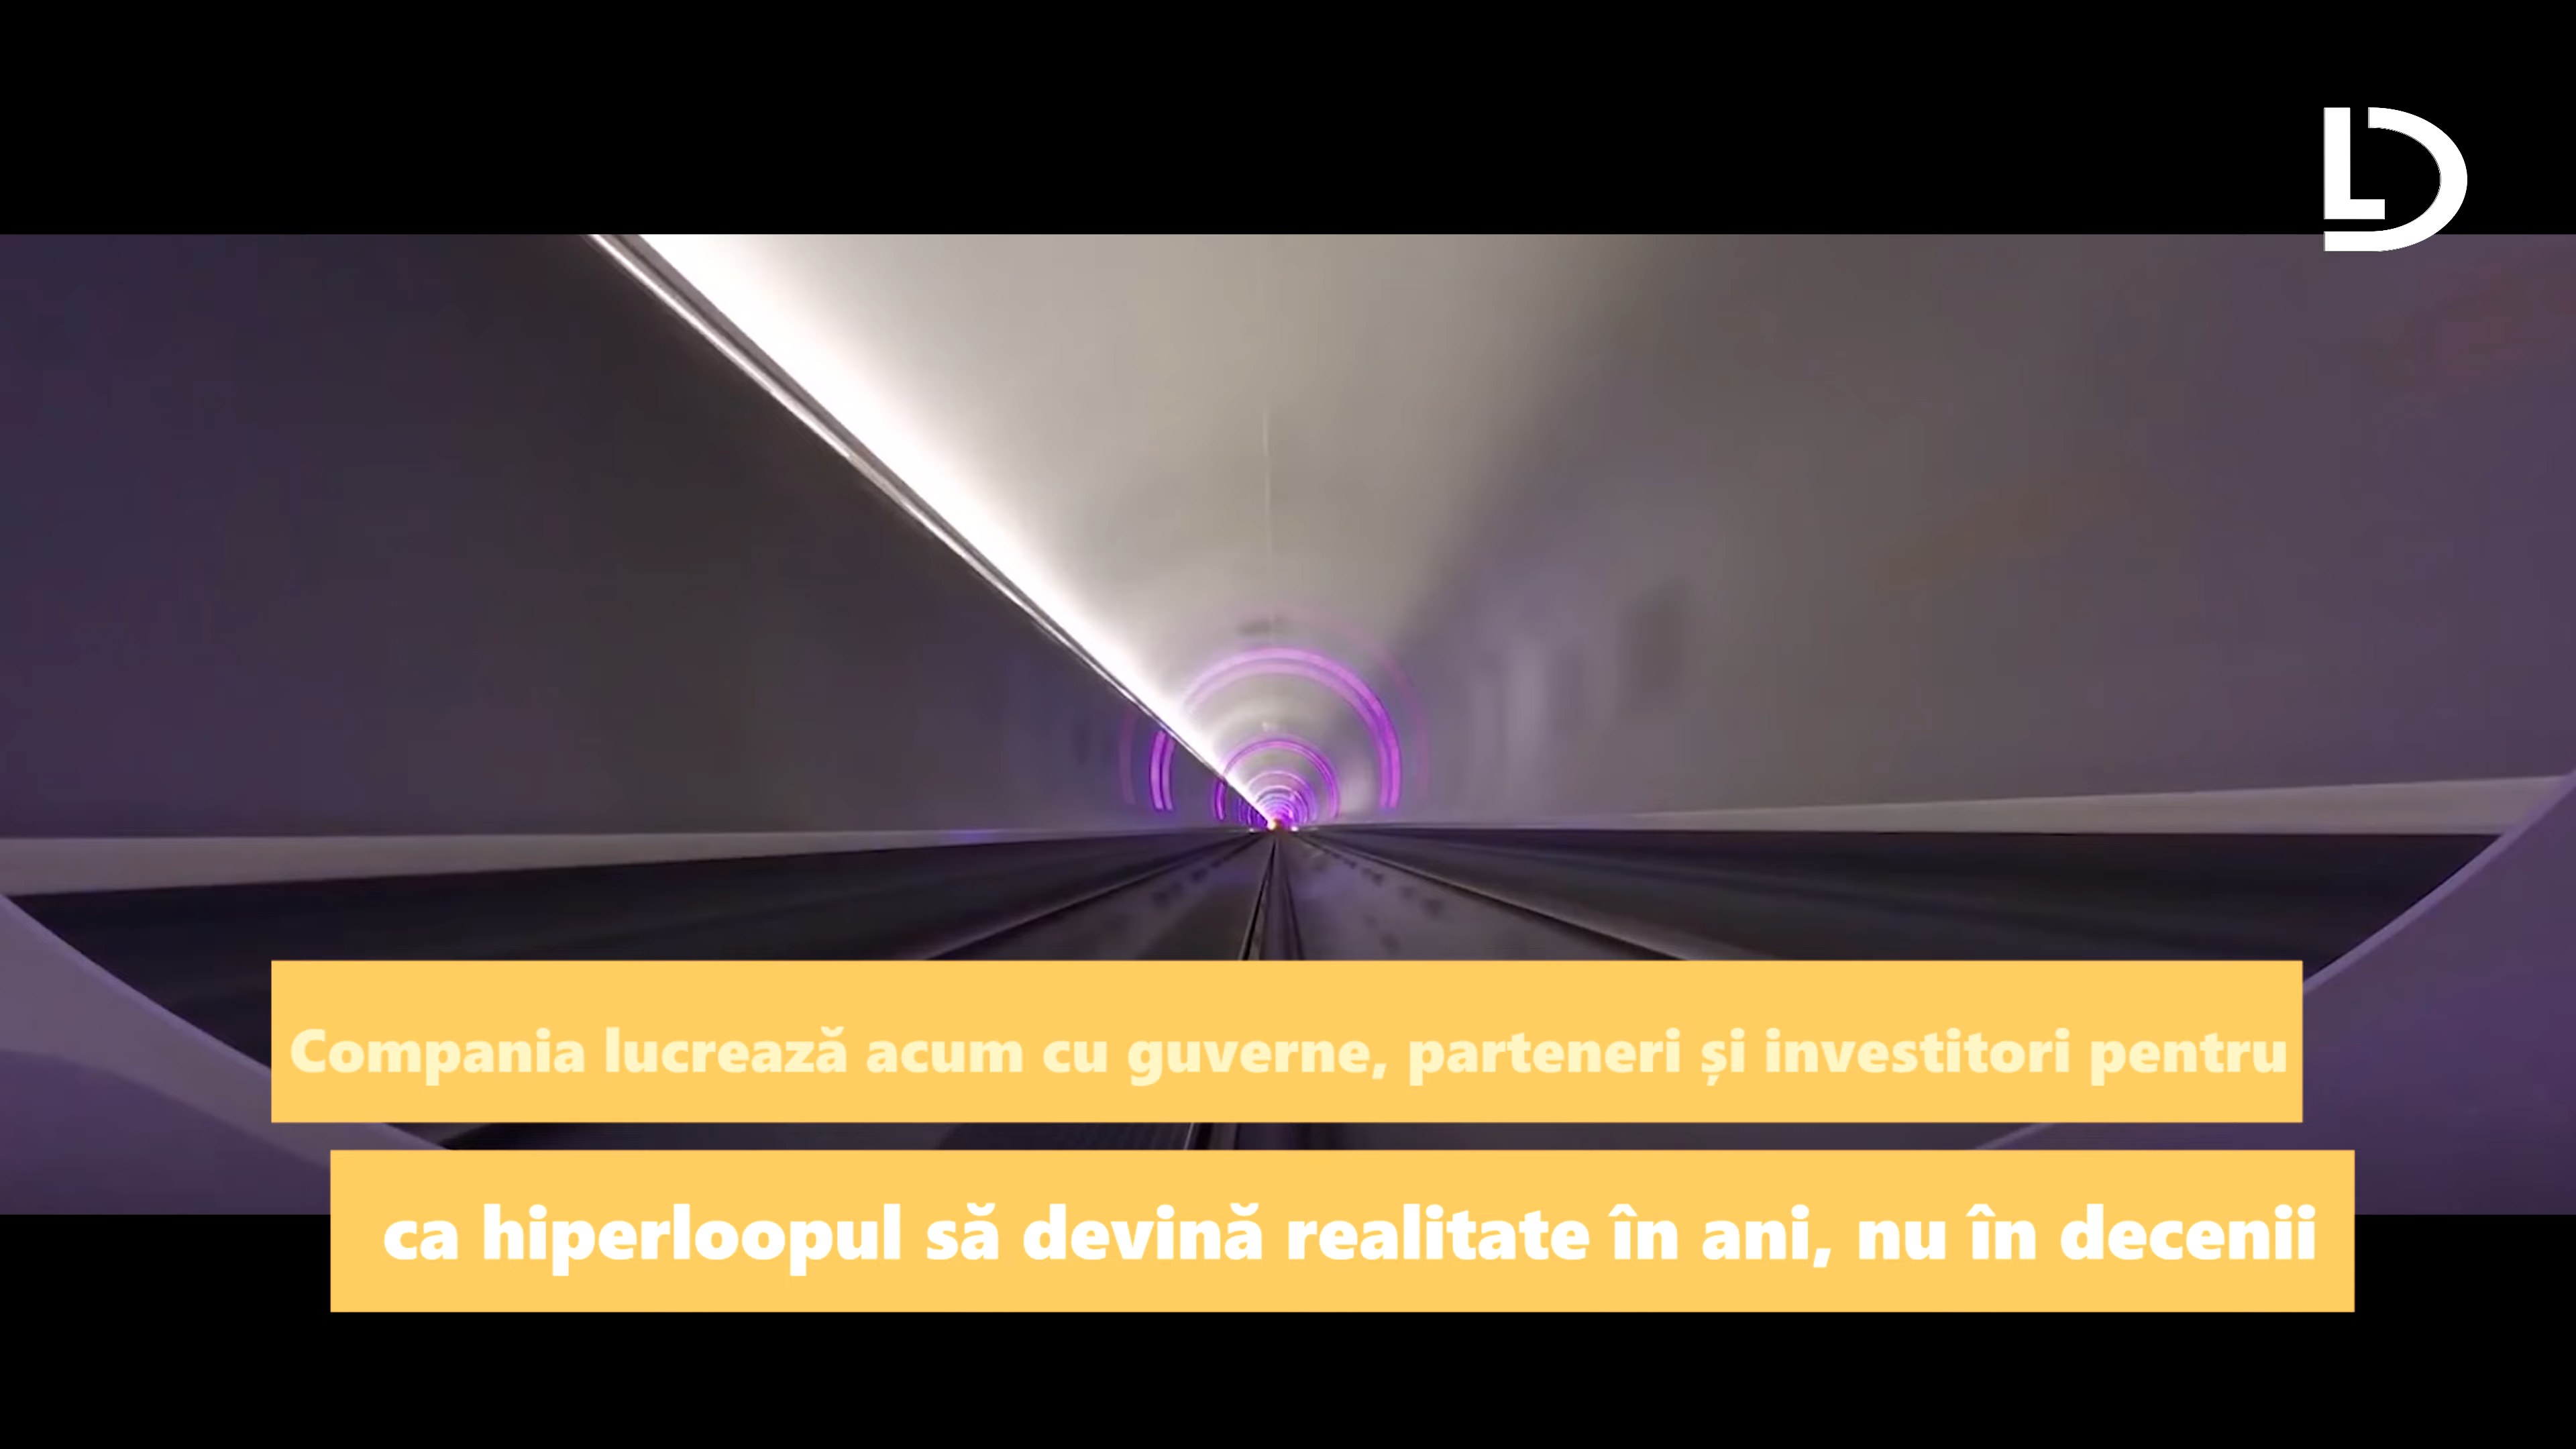 LD
Compania lucrează acum cu guverne, parteneri și investitori pentru
ca hiperloopul să devină realitate în ani, nu în decenii